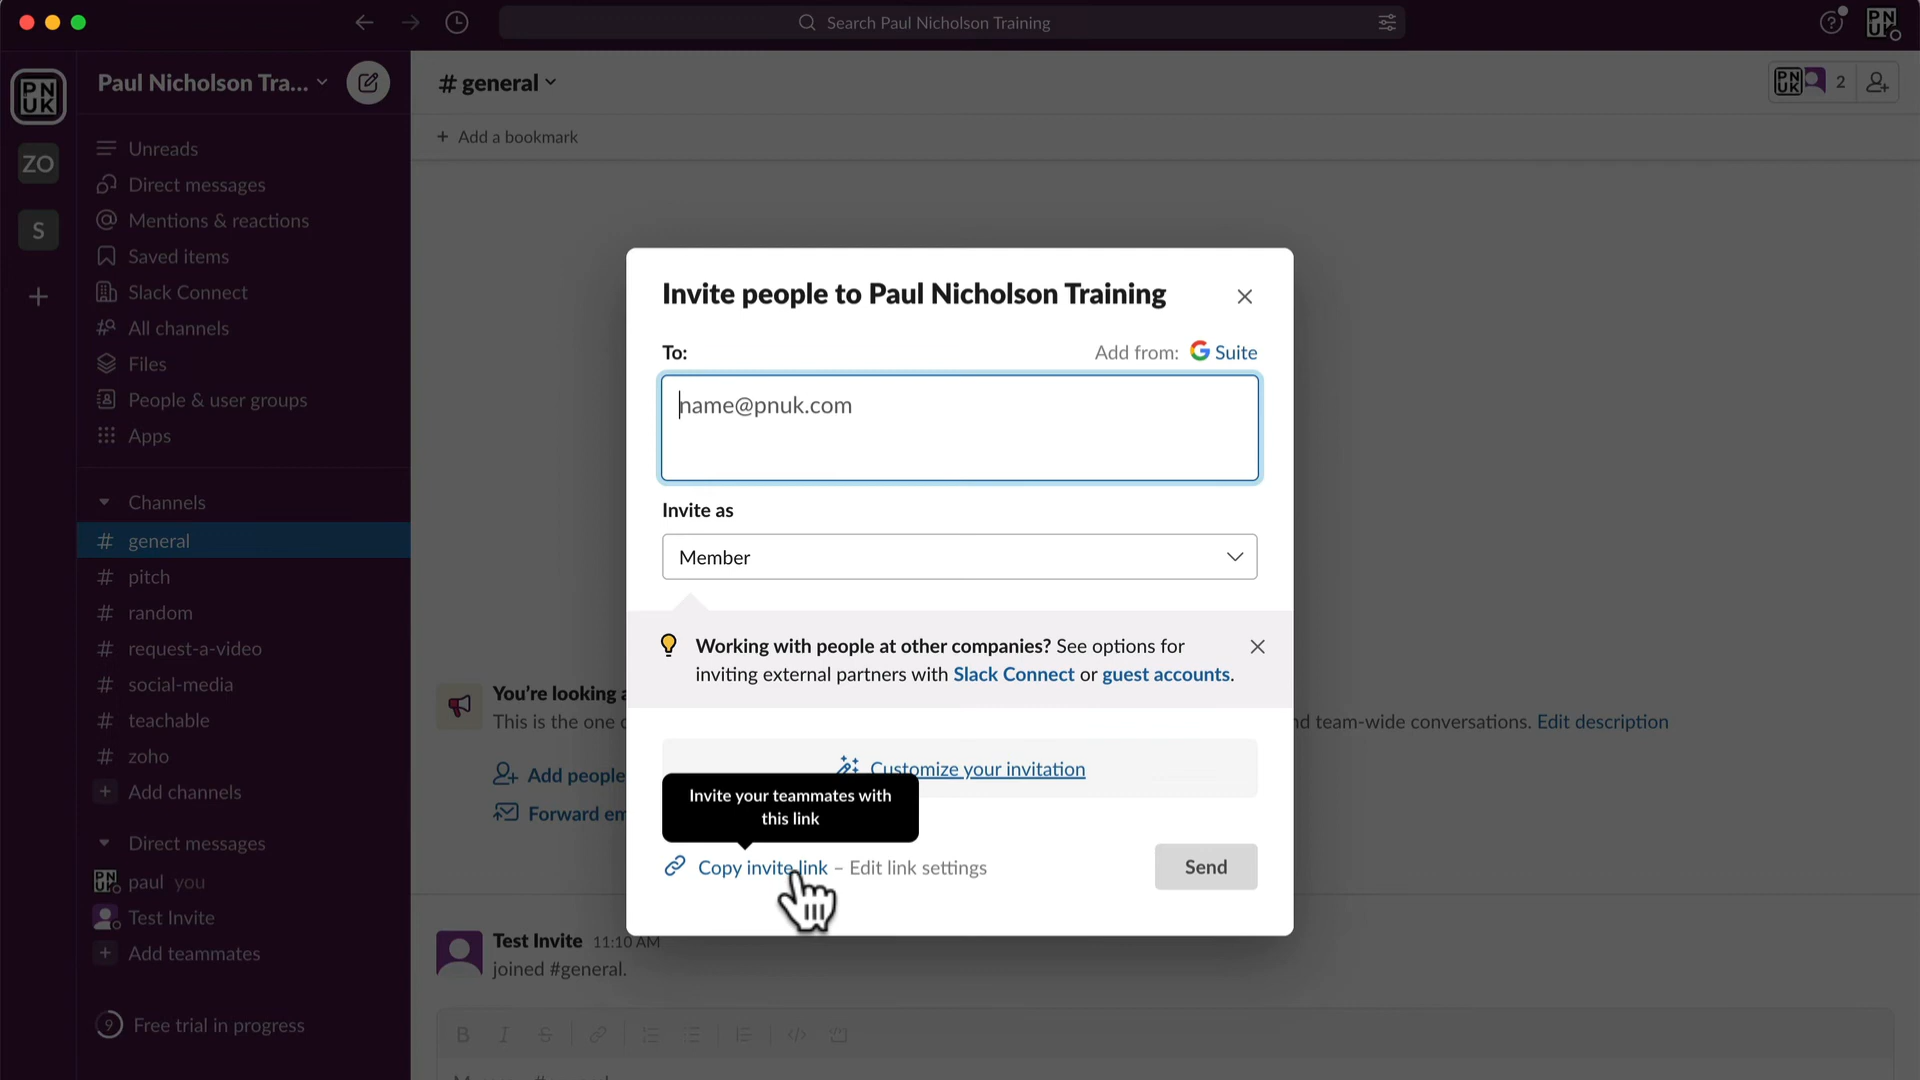 Search Paul Nicholson Training
PN
UK
Paul Nicholson Tra...
# general
PN
UK
2
ZO
S
+ Add a bookmark
Unreads
Direct messages
Mentions & reactions
Saved items
Slack Connect
All channels
Files
People & user groups
Apps
Channels
# general
# pitch
# random
# request-a-video
# social-media
# teachable
# zoho
+ Add channels
Direct messages
paul you
Test Invite
+ Add teammates
9 Free trial in progress
Invite people to Paul Nicholson Training
To:
Add from: G Suite
name@pnuk.com
Invite as
Member
Working with people at other companies? See options for
inviting external partners with Slack Connect or guest accounts.
Customize your invitation
Invite your teammates with
this link
Copy invite link – Edit link settings
Send
You're looking
This is the one
nd team-wide conversations. Edit description
Add people
Forward em
Test Invite 11:10 AM
joined #general.
B I S